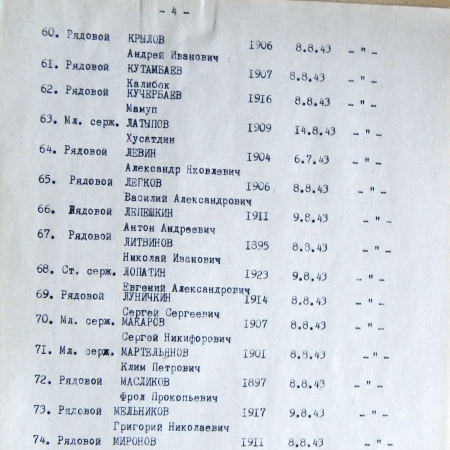 - 4 -
60. Рядовой КРЫЛОВ 1906 8.8.43 - " -
Андрей Иванович
61. Рядовой КУТАМБАЕВ 1907 8.8.43 - " -
Калибек
62. Рядовой КУЧЕРБАЕВ 1916 8.8.43 - " -
Мамуп
63. Мл. серж. ЛАТЫПОВ 1909 14.8.43 - " -
Хусатдин
64. Рядовой ЛЕВИН 1904 6.7.43 - " -
Александр Яковлевич
65. Рядовой ЛЕГКОВ 1906 8.8.43 - " -
Василий Александрович
66. Рядовой ЛЕПЕШКИН 1911 9.8.43 - " -
Антон Андреевич
67. Рядовой ЛИТВИНОВ 1895 8.8.43 - " -
Николай Иванович
68. Ст. серж. ЛОПАТИН 1923 9.8.43 - " -
Евгений Александрович
69. Рядовой ЛУНИЧКИН 1914 8.8.43 - " -
Сергей Сергеевич
70. Мл. серж. МАКАРОВ 1907 8.8.43 - " -
Сергей Никифорович
71. Мл. серж. МАРТЕЛЬЯНОВ 1901 8.8.43 - " -
Клим Петрович
72. Рядовой МАСЛИКОВ 1897 8.8.43 - " -
Фрол Прокопьевич
73. Рядовой МЕЛЬНИКОВ 1917 9.8.43 - " -
Григорий Николаевич
74. Рядовой МИРОНОВ 1911 8.8.43 - " -